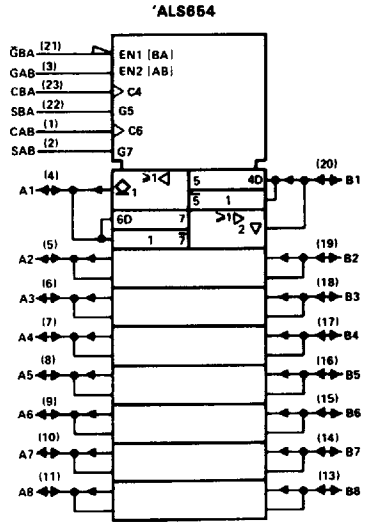 'ALS654
G̅BA (21) EN1 [BA]
GAB (3) EN2 [AB]
CBA (23) C4
SBA (22) G5
CAB (1) C6
SAB (2) G7
A1 (4) ≥1 1 5 4D (20) B1
5̅ 1
6D 7 ≥1
1 7̅ 2
A2 (5) (19) B2
A3 (6) (18) B3
A4 (7) (17) B4
A5 (8) (16) B5
A6 (9) (15) B6
A7 (10) (14) B7
A8 (11) (13) B8